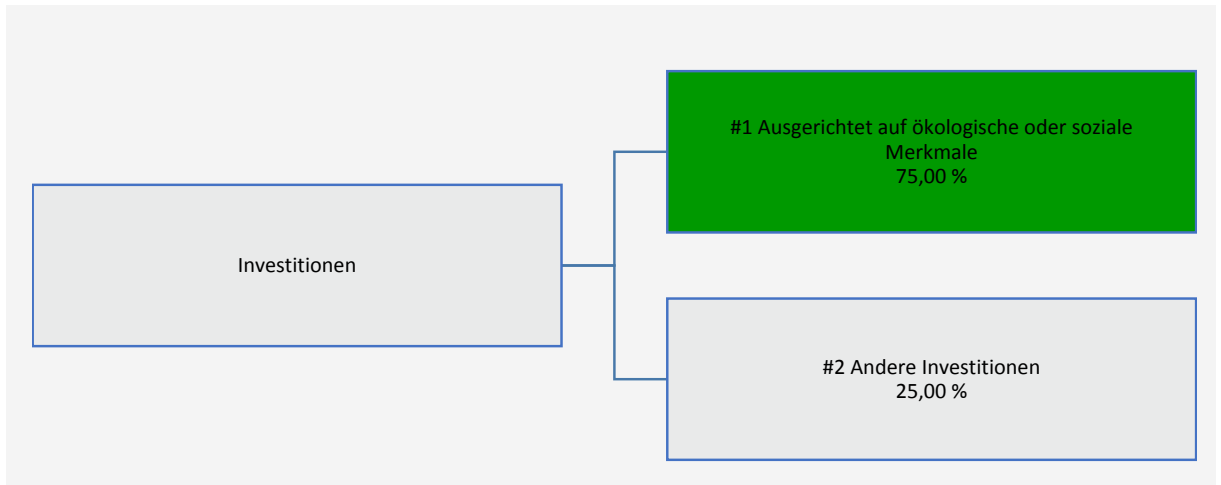 Investitionen
#1 Ausgerichtet auf ökologische oder soziale
Merkmale
75,00 %
#2 Andere Investitionen
25,00 %